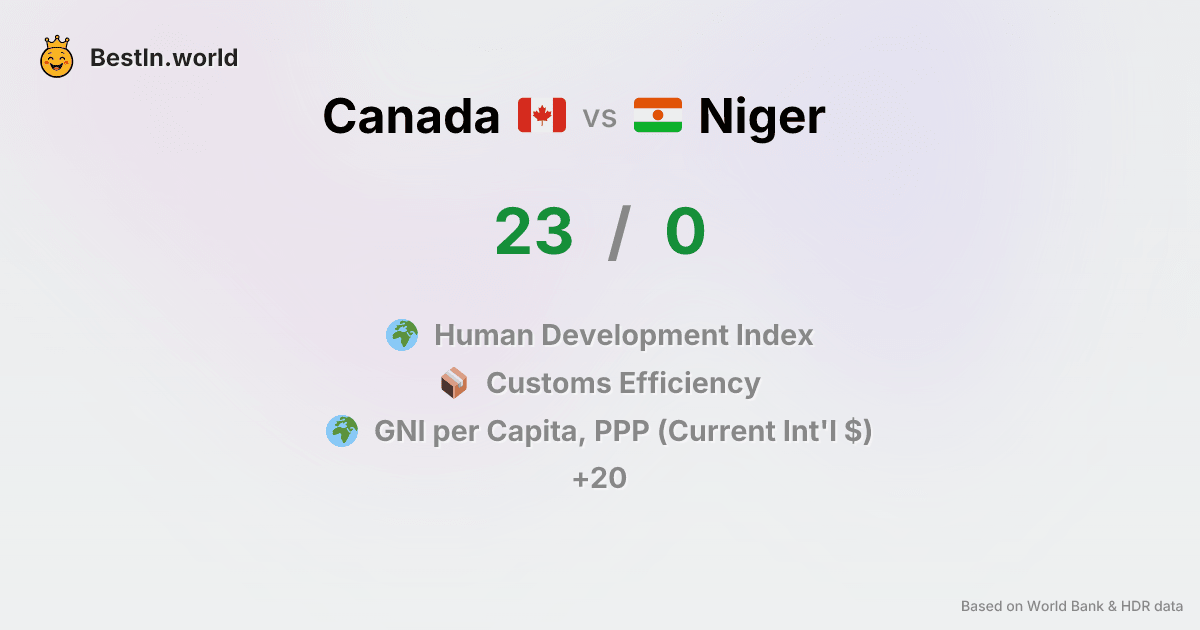 BestIn.world
Canada vs Niger
23 / 0
Human Development Index
Customs Efficiency
GNI per Capita, PPP (Current Int'l $)
+20
Based on World Bank & HDR data